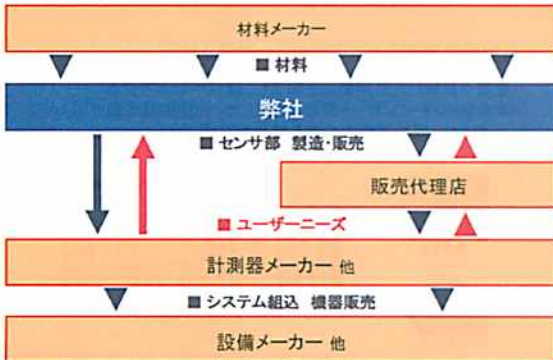 材料メーカー
■ 材料
弊社
■ センサ部 製造・販売
販売代理店
■ ユーザーニーズ
計測器メーカー 他
■ システム組込 機器販売
設備メーカー 他